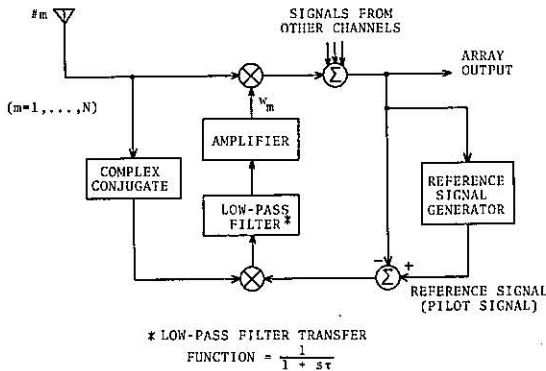 #m
SIGNALS FROM
OTHER CHANNELS
Σ
ARRAY
OUTPUT
(m=1,...,N)
w_m
AMPLIFIER
COMPLEX
CONJUGATE
LOW-PASS
FILTER*
REFERENCE
SIGNAL
GENERATOR
- +
Σ
REFERENCE SIGNAL
(PILOT SIGNAL)
* LOW-PASS FILTER TRANSFER
FUNCTION = 1 / (1 + sτ)